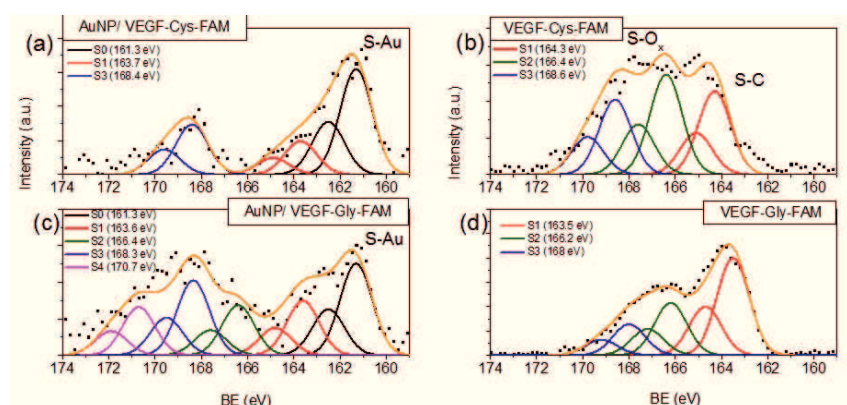 (a)
AuNP/ VEGF-Cys-FAM
S0 (161.3 eV)
S1 (163.7 eV)
S3 (168.4 eV)
S-Au
Intensity (a.u.)
174 172 170 168 166 164 162 160
(b)
VEGF-Cys-FAM
S1 (164.3 eV)
S2 (166.4 eV)
S3 (168.6 eV)
S-Ox
S-C
Intensity (a.u.)
174 172 170 168 166 164 162 160
(c)
AuNP/ VEGF-Gly-FAM
S0 (161.3 eV)
S1 (163.6 eV)
S2 (166.4 eV)
S3 (168.3 eV)
S4 (170.7 eV)
S-Au
174 172 170 168 166 164 162 160
BE (eV)
(d)
VEGF-Gly-FAM
S1 (163.5 eV)
S2 (166.2 eV)
S3 (168 eV)
174 172 170 168 166 164 162 160
BE (eV)